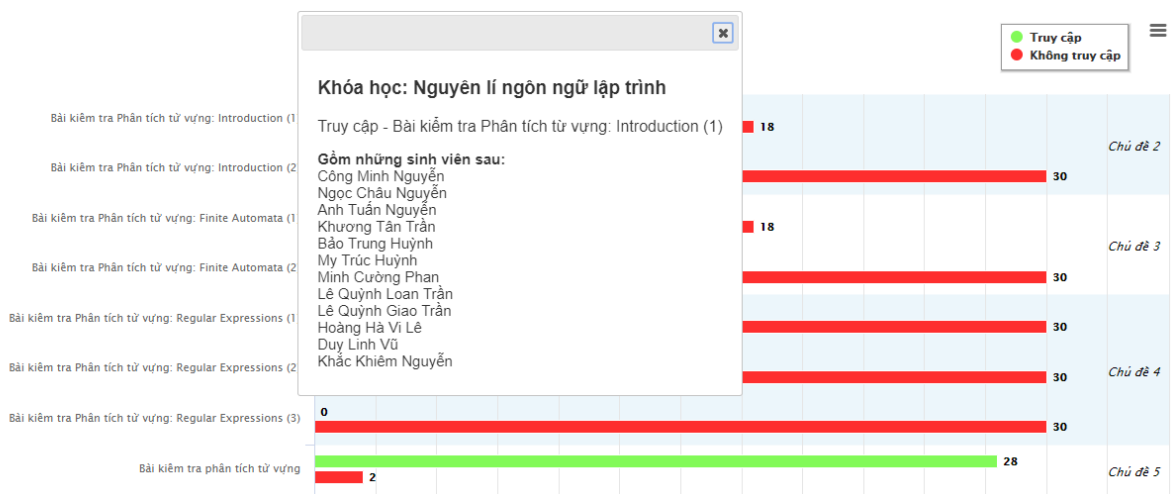 Truy cập
Không truy cập
Khóa học: Nguyên lí ngôn ngữ lập trình
Truy cập - Bài kiểm tra Phân tích từ vựng: Introduction (1)
Gồm những sinh viên sau:
Công Minh Nguyễn
Ngọc Châu Nguyễn
Anh Tuấn Nguyễn
Khương Tân Trần
Bảo Trung Huỳnh
My Trúc Huỳnh
Minh Cường Phan
Lê Quỳnh Loan Trần
Lê Quỳnh Giao Trần
Hoàng Hà Vi Lê
Duy Linh Vũ
Khắc Khiêm Nguyễn
Bài kiểm tra Phân tích từ vựng: Introduction (1
18
Chủ đề 2
Bài kiểm tra Phân tích từ vựng: Introduction (2
30
Bài kiểm tra Phân tích từ vựng: Finite Automata (1
18
Chủ đề 3
Bài kiểm tra Phân tích từ vựng: Finite Automata (2
30
Bài kiểm tra Phân tích từ vựng: Regular Expressions (1
30
Bài kiểm tra Phân tích từ vựng: Regular Expressions (2
30
Chủ đề 4
Bài kiểm tra Phân tích từ vựng: Regular Expressions (3)
0
30
Bài kiểm tra phân tích từ vựng
28
2
Chủ đề 5